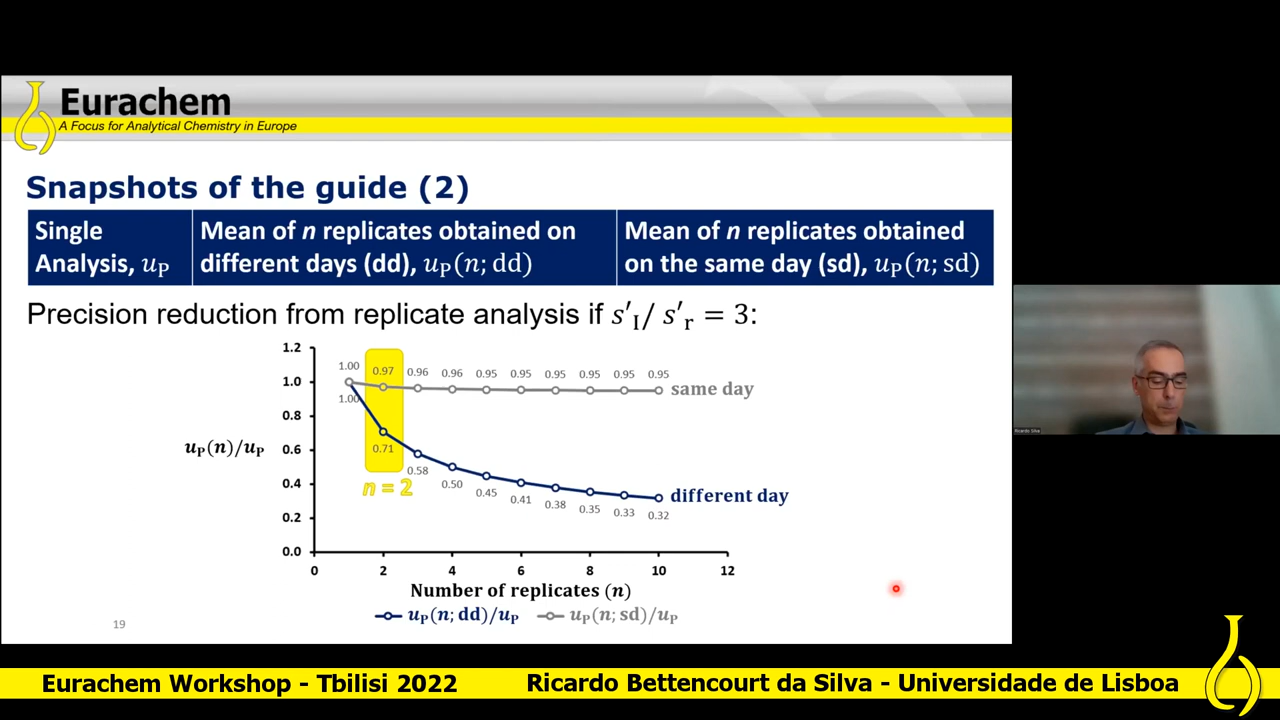 Eurachem
A Focus for Analytical Chemistry in Europe
Snapshots of the guide (2)
Single Analysis, uP
Mean of n replicates obtained on different days (dd), uP(n; dd)
Mean of n replicates obtained on the same day (sd), uP(n; sd)
Precision reduction from replicate analysis if s′I/ s′r = 3:
1.2
1.0
0.8
0.6
0.4
0.2
0.0
uP(n)/uP
1.00 0.97 0.96 0.96 0.95 0.95 0.95 0.95 0.95 0.95
same day
1.00 0.71 0.58 0.50 0.45 0.41 0.38 0.35 0.33 0.32
different day
n = 2
0 2 4 6 8 10 12
Number of replicates (n)
uP(n; dd)/uP uP(n; sd)/uP
19
Ricardo Silva
Eurachem Workshop - Tbilisi 2022
Ricardo Bettencourt da Silva - Universidade de Lisboa